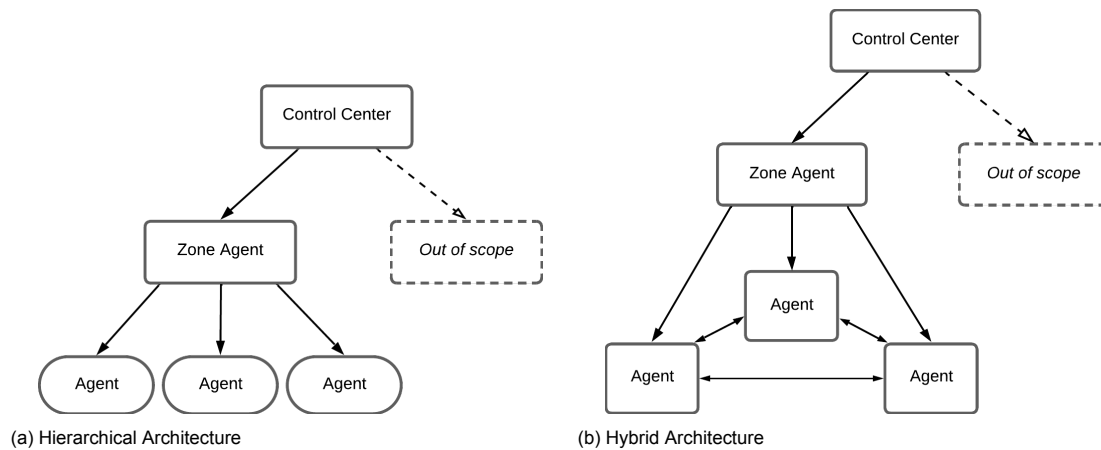 Control Center
Zone Agent
Out of scope
Agent
Agent
Agent
(a) Hierarchical Architecture
Control Center
Zone Agent
Out of scope
Agent
Agent
Agent
(b) Hybrid Architecture